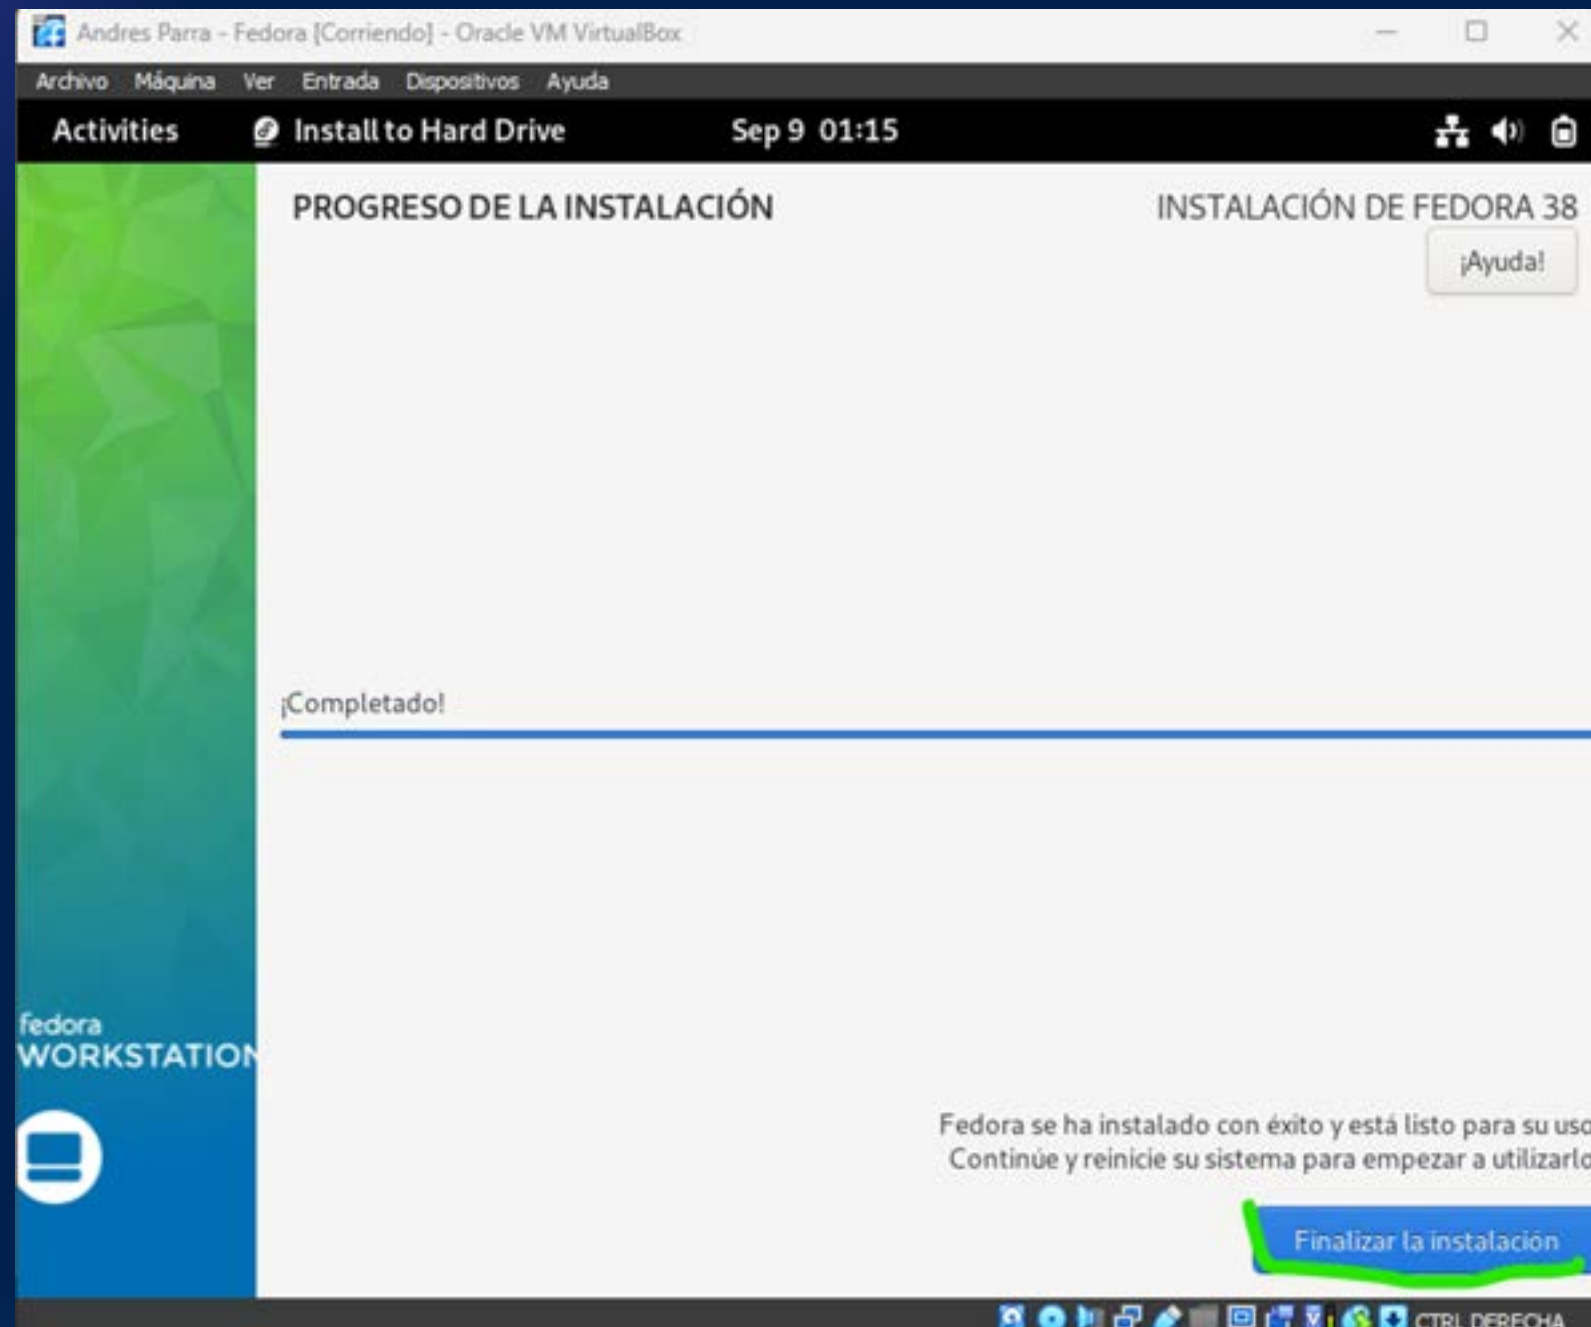 Andres Parra - Fedora [Corriendo] - Oracle VM VirtualBox
Archivo Máquina Ver Entrada Dispositivos Ayuda
Activities Install to Hard Drive Sep 9 01:15
PROGRESO DE LA INSTALACIÓN
INSTALACIÓN DE FEDORA 38
¡Ayuda!
¡Completado!
fedora
WORKSTATION
Fedora se ha instalado con éxito y está listo para su uso
Continúe y reinicie su sistema para empezar a utilizarlo
Finalizar la instalación
CTRL DERECHA